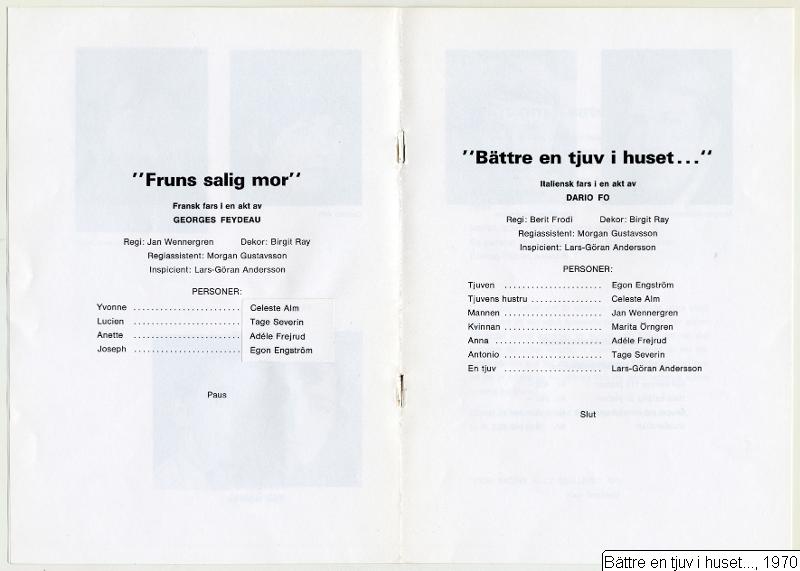 "Fruns salig mor"
Fransk fars i en akt av
GEORGES FEYDEAU
Regi: Jan Wennergren Dekor: Birgit Ray
Regiassistent: Morgan Gustavsson
Inspicient: Lars-Göran Andersson
PERSONER:
Yvonne ........................ Celeste Alm
Lucien ........................ Tage Severin
Anette ........................ Adéle Frejrud
Joseph ........................ Egon Engström
Paus
"Bättre en tjuv i huset..."
Italiensk fars i en akt av
DARIO FO
Regi: Berit Frodi Dekor: Birgit Ray
Regiassistent: Morgan Gustavsson
Inspicient: Lars-Göran Andersson
PERSONER:
Tjuven ...................... Egon Engström
Tjuvens hustru ................ Celeste Alm
Mannen ...................... Jan Wennergren
Kvinnan ...................... Marita Örngren
Anna ........................ Adéle Frejrud
Antonio ...................... Tage Severin
En tjuv ...................... Lars-Göran Andersson
Slut
Bättre en tjuv i huset..., 1970